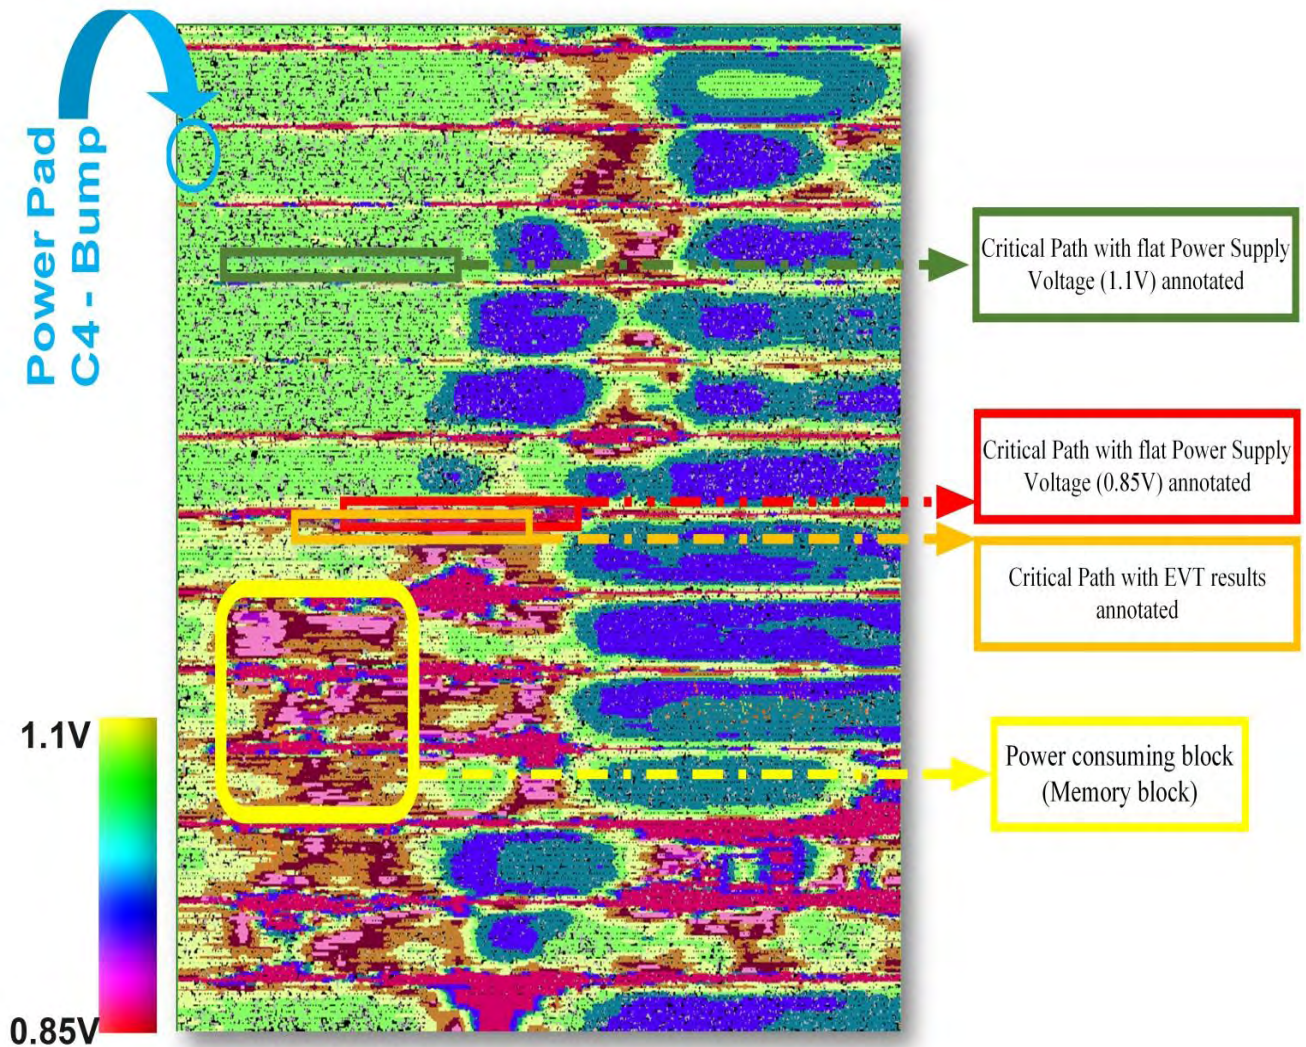 Power Pad
C4 - Bump
Critical Path with flat Power Supply
Voltage (1.1V) annotated
Critical Path with flat Power Supply
Voltage (0.85V) annotated
Critical Path with EVT results
annotated
Power consuming block
(Memory block)
1.1V
0.85V